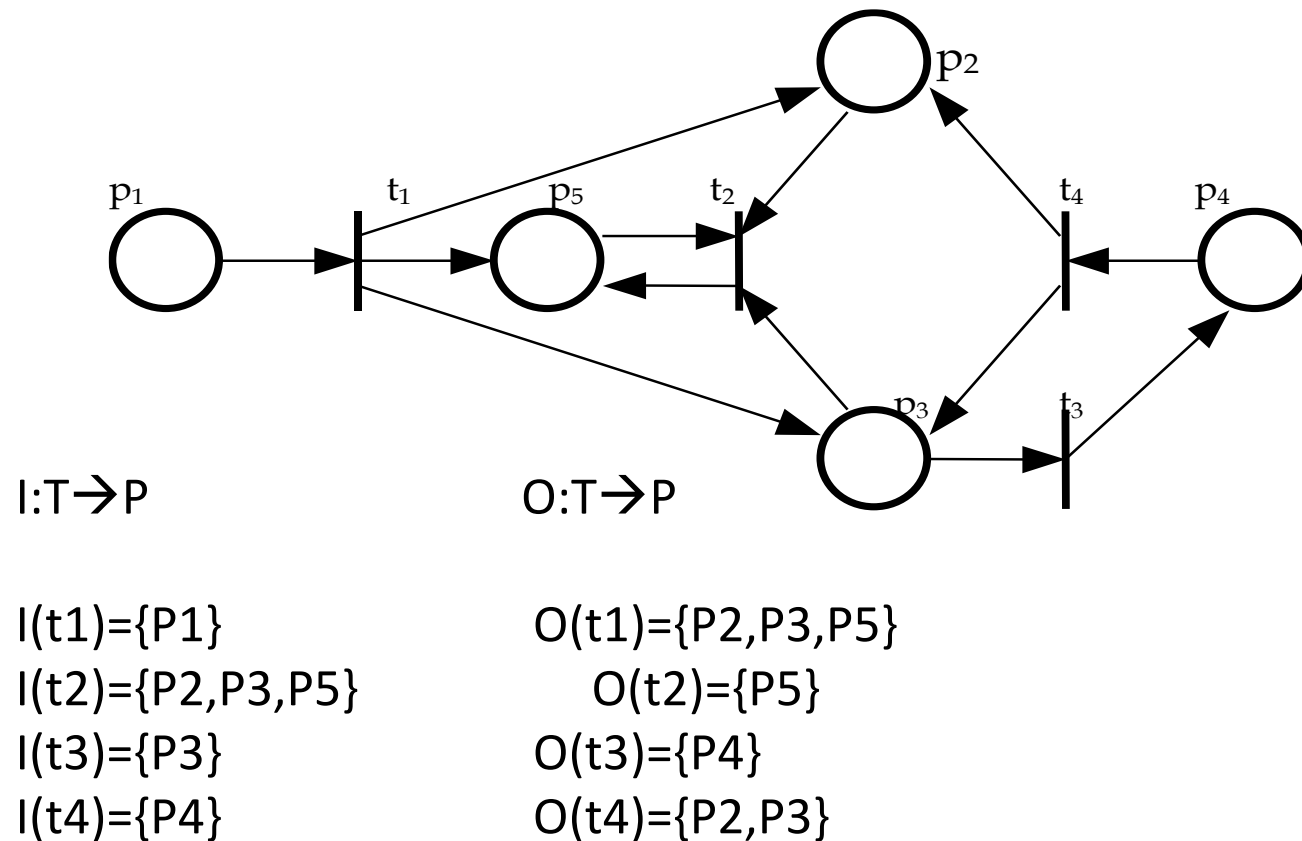 p2
p1 t1 p5 t2 t4 p4
p3 t3
I:T→P O:T→P
I(t1)={P1} O(t1)={P2,P3,P5}
I(t2)={P2,P3,P5} O(t2)={P5}
I(t3)={P3} O(t3)={P4}
I(t4)={P4} O(t4)={P2,P3}